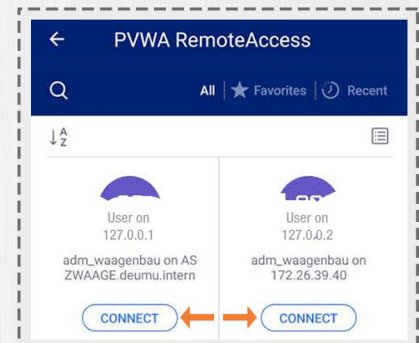 PVWA RemoteAccess
All | Favorites | Recent
A
Z
User on
127.0.0.1
adm_waagenbau on AS
ZWAAGE.deumu.intern
CONNECT
User on
127.0.0.2
adm_waagenbau on
172.26.39.40
CONNECT